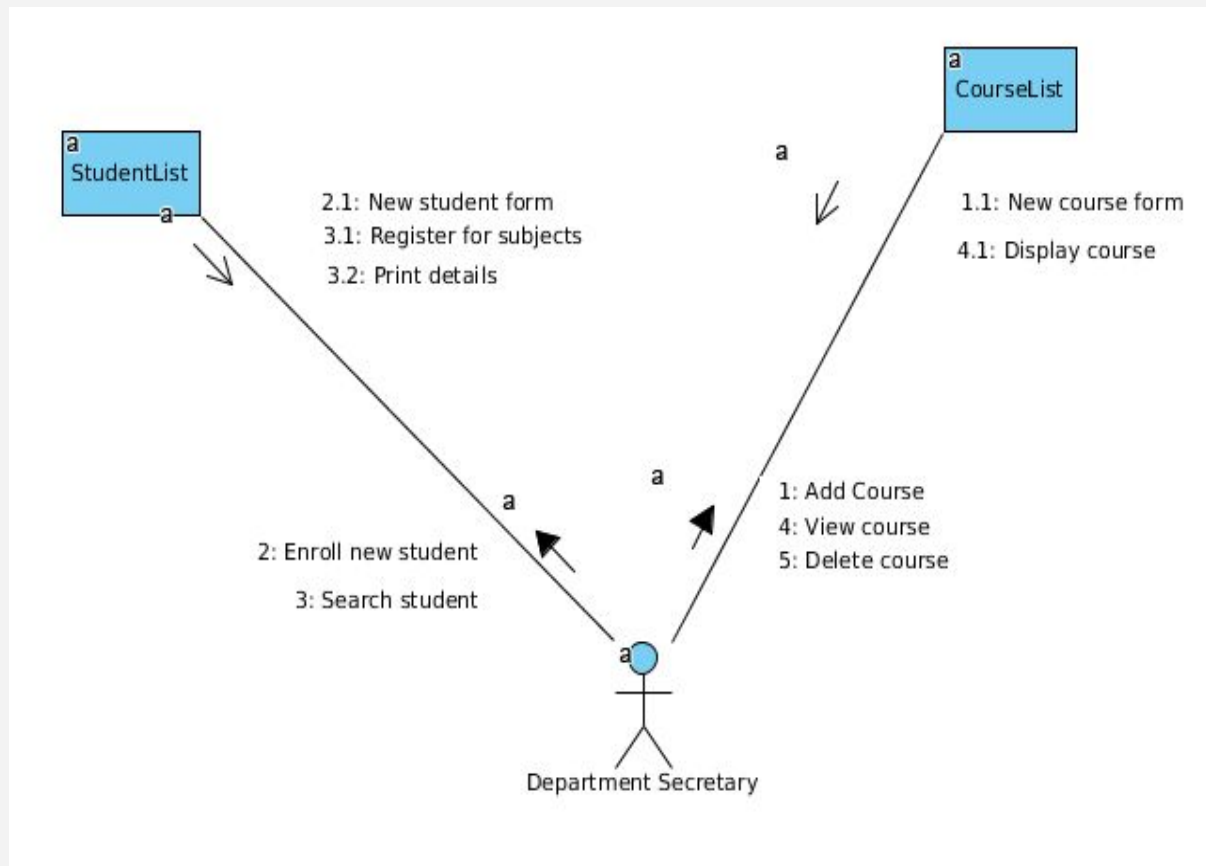 a
CourseList
a
StudentList
a
a
2.1: New student form
3.1: Register for subjects
3.2: Print details
1.1: New course form
4.1: Display course
a
a
1: Add Course
4: View course
5: Delete course
2: Enroll new student
3: Search student
a
Department Secretary